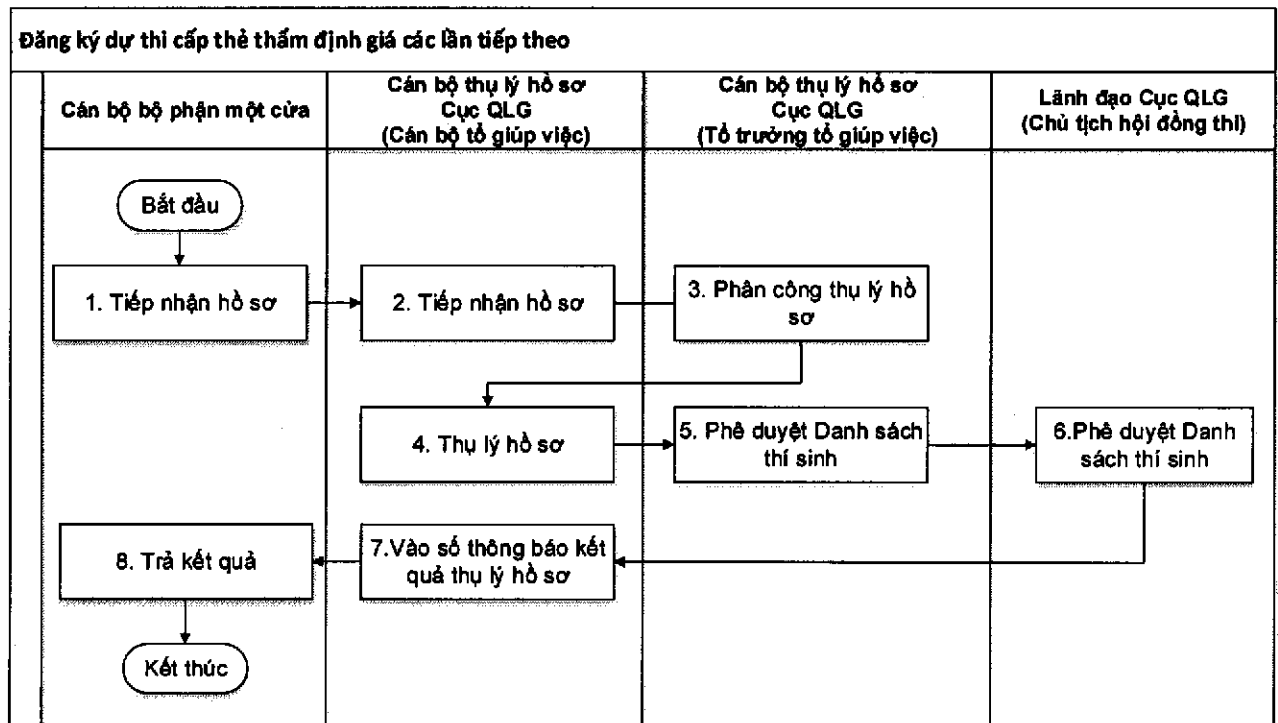 Đăng ký dự thi cấp thẻ thẩm định giá các lần tiếp theo
Cán bộ bộ phận một cửa
Cán bộ thụ lý hồ sơ
Cục QLG
(Cán bộ tổ giúp việc)
Cán bộ thụ lý hồ sơ
Cục QLG
(Tổ trưởng tổ giúp việc)
Lãnh đạo Cục QLG
(Chủ tịch hội đồng thi)
Bắt đầu
1. Tiếp nhận hồ sơ
2. Tiếp nhận hồ sơ
3. Phân công thụ lý hồ
sơ
4. Thụ lý hồ sơ
5. Phê duyệt Danh sách
thí sinh
6.Phê duyệt Danh
sách thí sinh
7.Vào số thông báo kết
quả thụ lý hồ sơ
8. Trả kết quả
Kết thúc